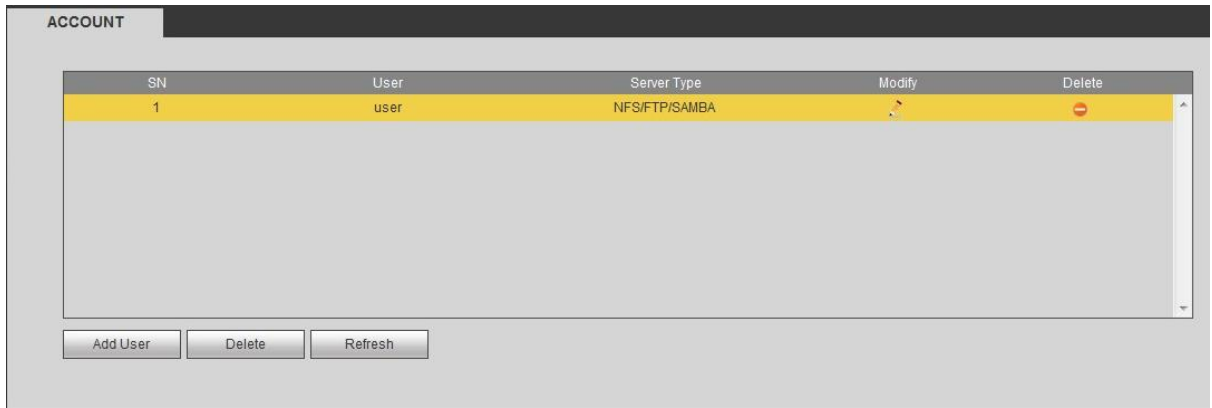 ACCOUNT
SN User Server Type Modify Delete
1 user NFS/FTP/SAMBA
Add User Delete Refresh